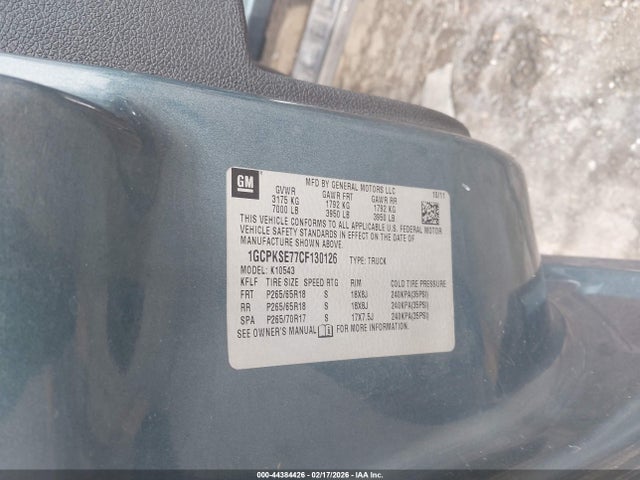 GM
MFD BY GENERAL MOTORS LLC
10/11
GVWR GAWR FRT GAWR RR
3175 KG 1792 KG 1792 KG
7000 LB 3950 LB 3950 LB
THIS VEHICLE CONFORMS TO ALL APPLICABLE U.S. FEDERAL MOTOR
VEHICLE SAFETY STANDARDS IN EFFECT ON THE DATE OF
MANUFACTURE SHOWN ABOVE.
1GCPKSE77CF130126 TYPE: TRUCK
MODEL: K10543
KFLF TIRE SIZE SPEED RTG RIM COLD TIRE PRESSURE
FRT P265/65R18 S 18X8J 240KPA(35PSI)
RR P265/65R18 S 18X8J 240KPA(35PSI)
SPA P265/70R17 S 17X7.5J 240KPA(35PSI)
SEE OWNER'S MANUAL FOR MORE INFORMATION.
000-44384426 - 02/17/2026 - IAA Inc.